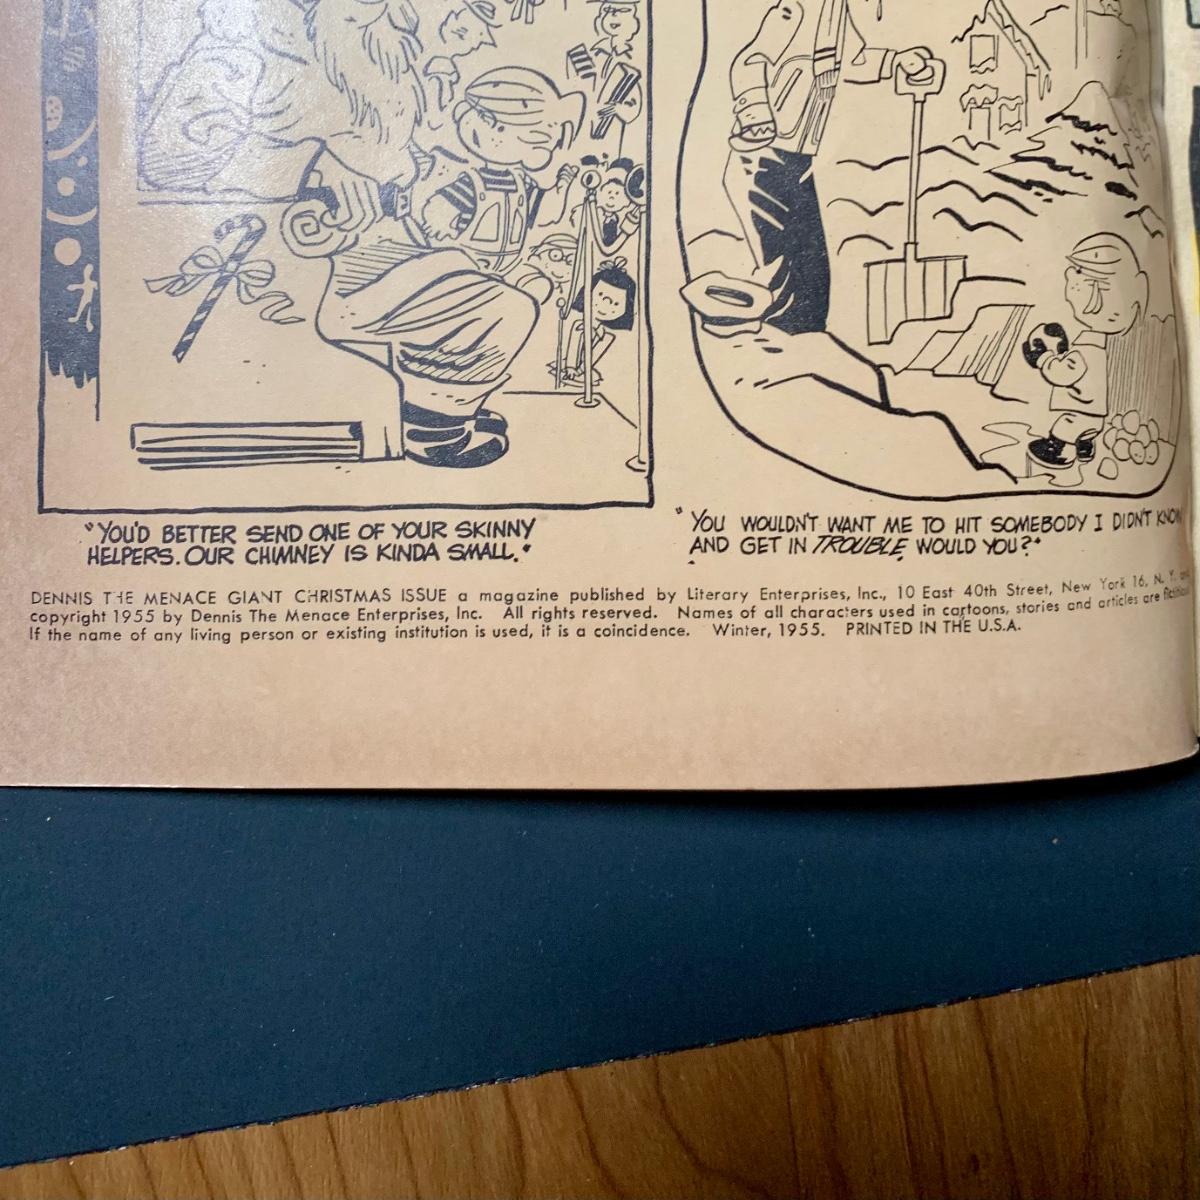 "YOU'D BETTER SEND ONE OF YOUR SKINNY
HELPERS. OUR CHIMNEY IS KINDA SMALL."
"YOU WOULDN'T WANT ME TO HIT SOMEBODY I DIDN'T KNOW
AND GET IN TROUBLE, WOULD YOU?"
DENNIS THE MENACE GIANT CHRISTMAS ISSUE a magazine published by Literary Enterprises, Inc., 10 East 40th Street, New York 16, N. Y. and
copyright 1955 by Dennis The Menace Enterprises, Inc. All rights reserved. Names of all characters used in cartoons, stories and articles are
If the name of any living person or existing institution is used, it is a coincidence. Winter, 1955. PRINTED IN THE U.S.A.